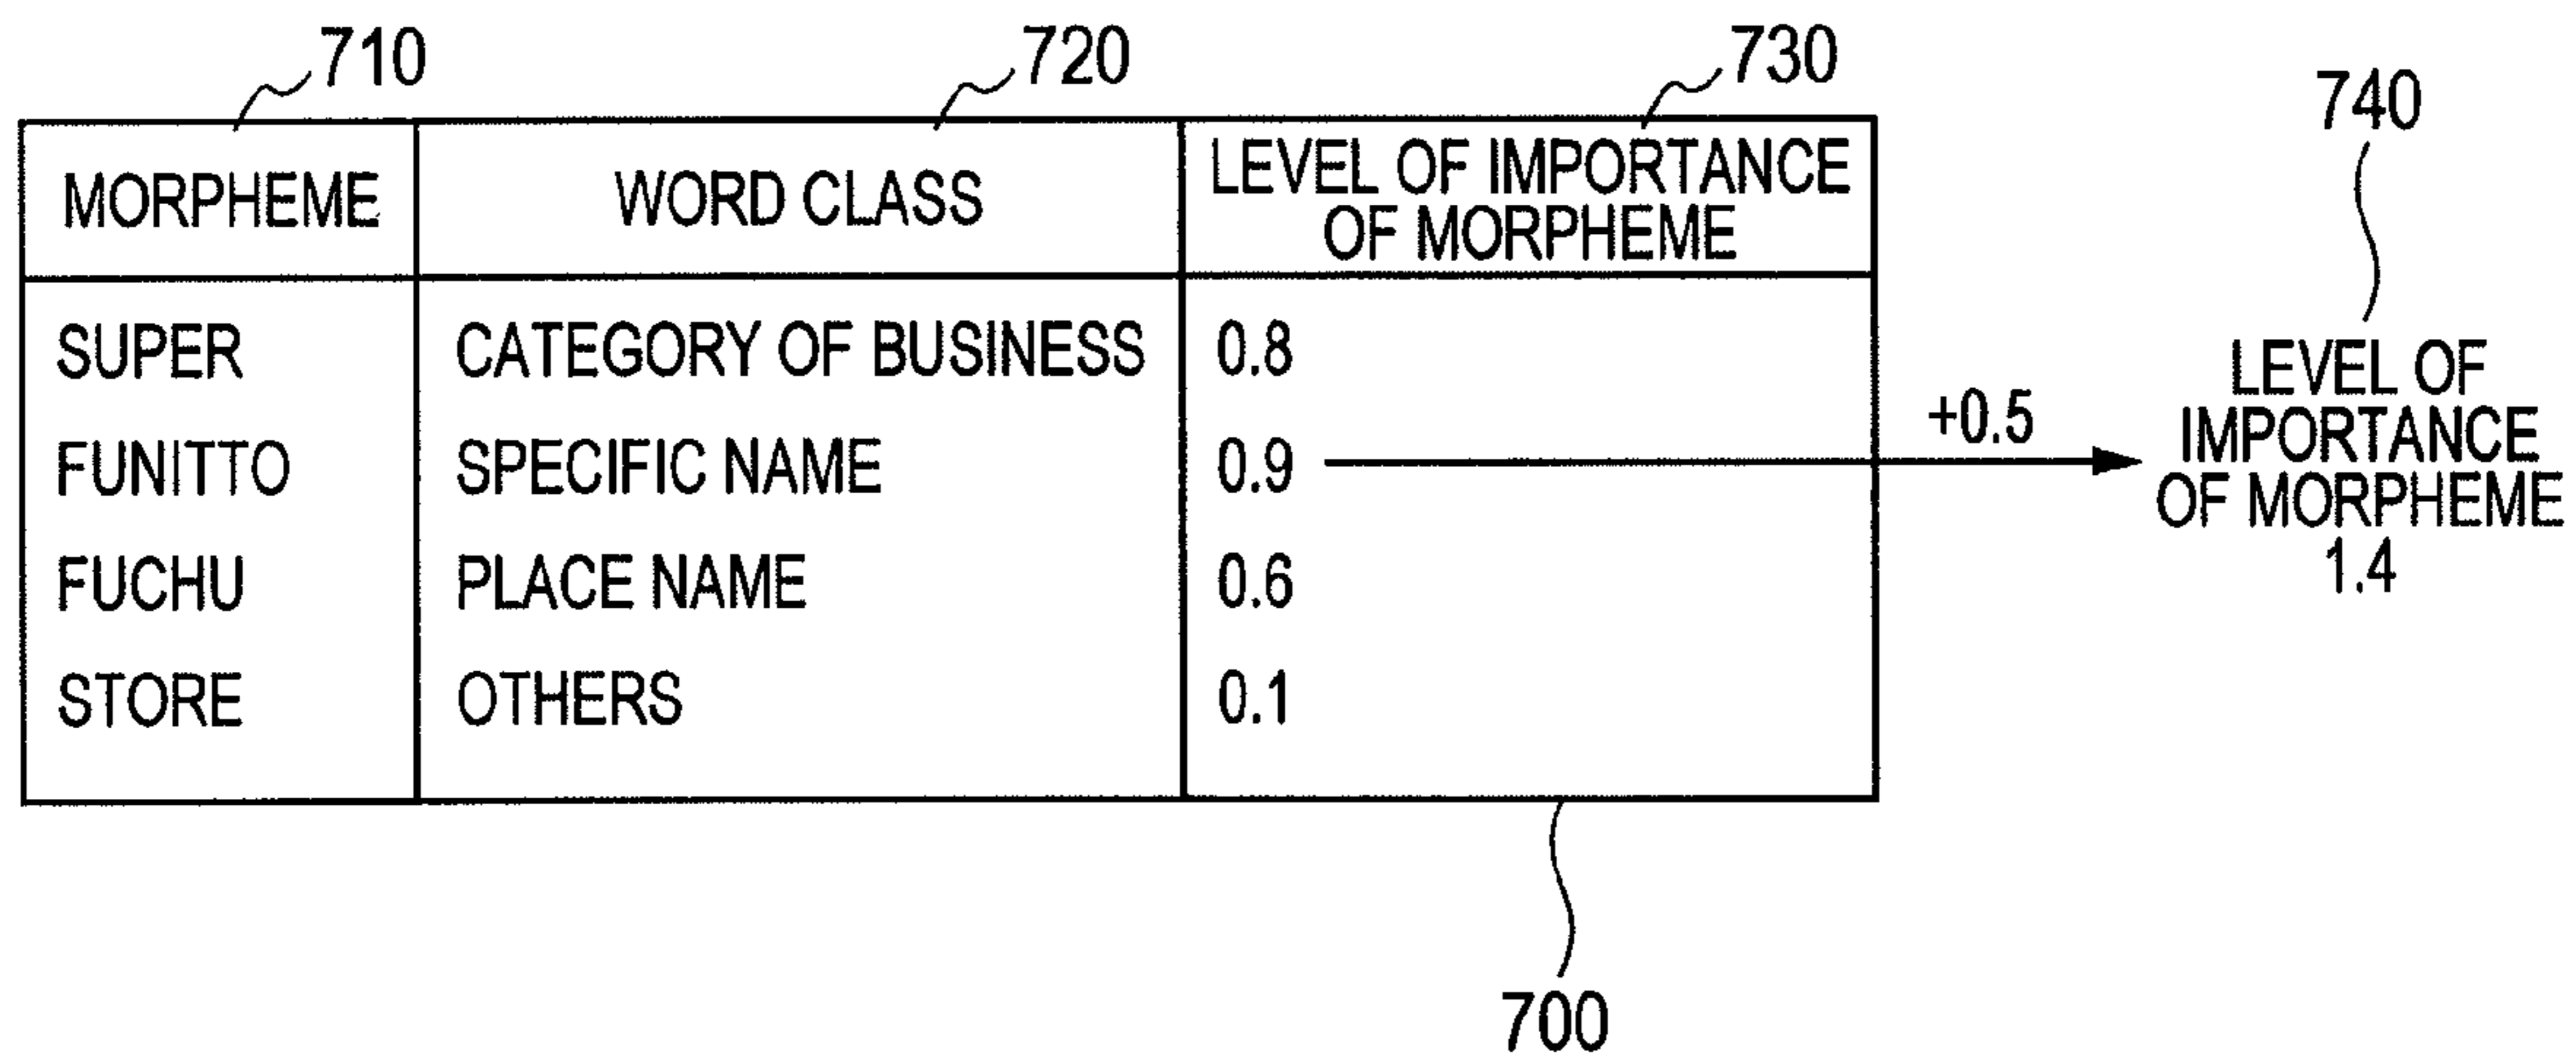 710
720
730
740
MORPHEME
WORD CLASS
LEVEL OF IMPORTANCE
OF MORPHEME
SUPER CATEGORY OF BUSINESS 0.8
FUNITTO SPECIFIC NAME 0.9
FUCHU PLACE NAME 0.6
STORE OTHERS 0.1
+0.5
LEVEL OF
IMPORTANCE
OF MORPHEME
1.4
700